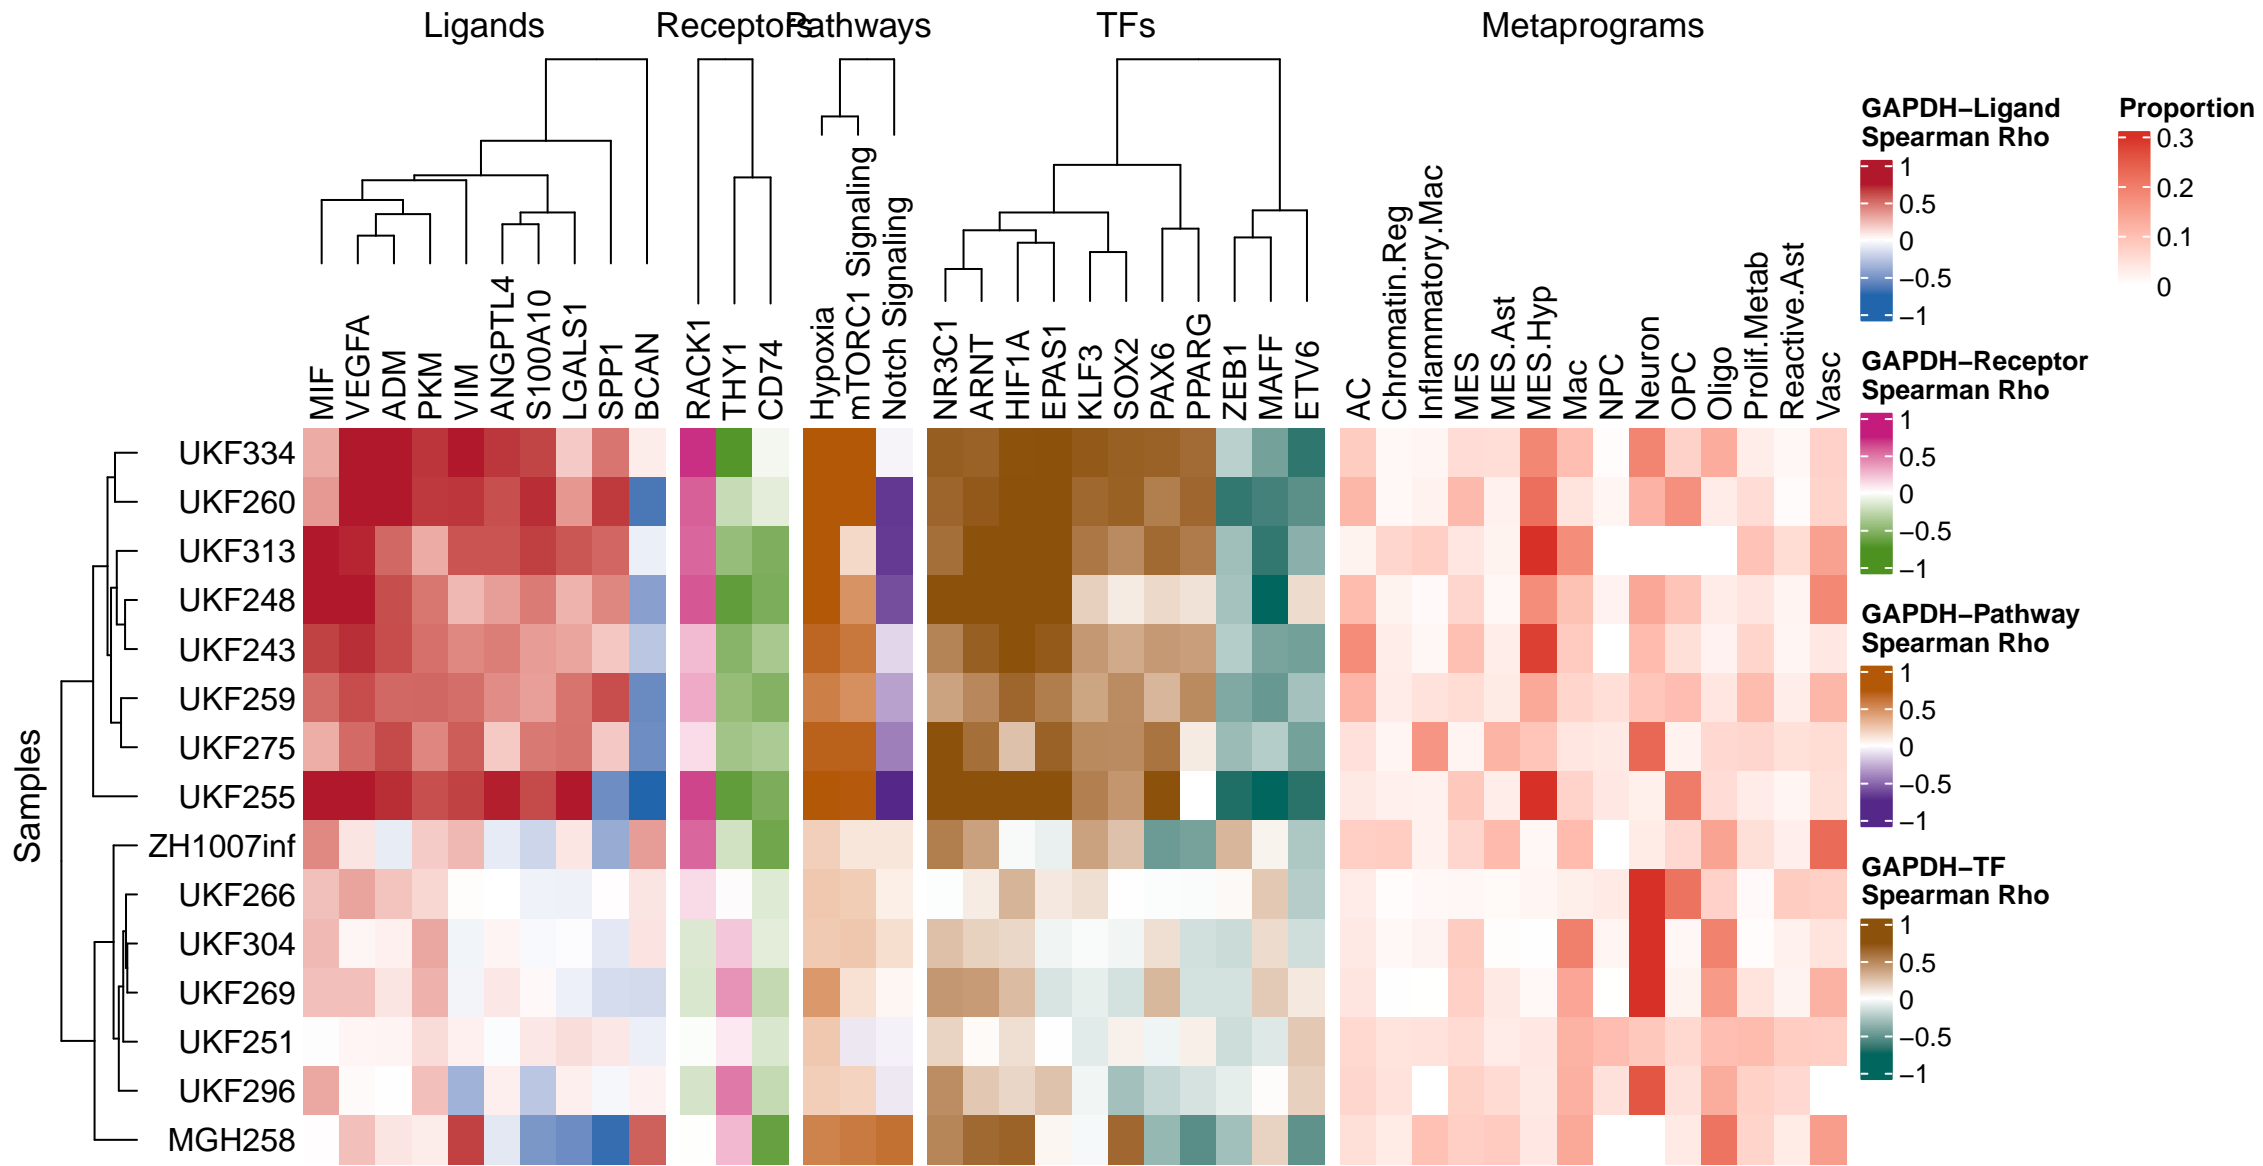 Ligands
Receptors
Pathways
TFs
Metaprograms
MIF
VEGFA
ADM
PKM
VIM
ANGPTL4
S100A10
LGALS1
SPP1
BCAN
RACK1
THY1
CD74
Hypoxia
mTORC1 Signaling
Notch Signaling
NR3C1
ARNT
HIF1A
EPAS1
KLF3
SOX2
PAX6
PPARG
ZEB1
MAFF
ETV6
AC
Chromatin.Reg
Inflammatory.Mac
MES
MES.Ast
MES.Hyp
Mac
NPC
Neuron
OPC
Oligo
Prolif.Metab
Reactive.Ast
Vasc
Samples
UKF334
UKF260
UKF313
UKF248
UKF243
UKF259
UKF275
UKF255
ZH1007inf
UKF266
UKF304
UKF269
UKF251
UKF296
MGH258
GAPDH−Ligand
Spearman Rho
1
0.5
0
−0.5
−1
GAPDH−Receptor
Spearman Rho
1
0.5
0
−0.5
−1
GAPDH−Pathway
Spearman Rho
1
0.5
0
−0.5
−1
GAPDH−TF
Spearman Rho
1
0.5
0
−0.5
−1
Proportion
0.3
0.2
0.1
0